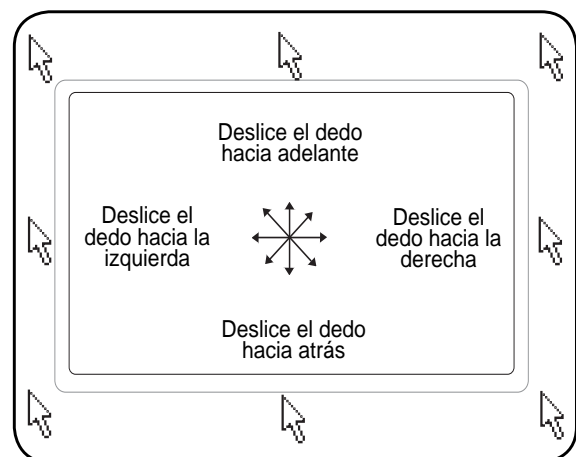 Deslice el dedo
hacia adelante
Deslice el
dedo hacia la
izquierda
Deslice el
dedo hacia la
derecha
Deslice el dedo
hacia atrás